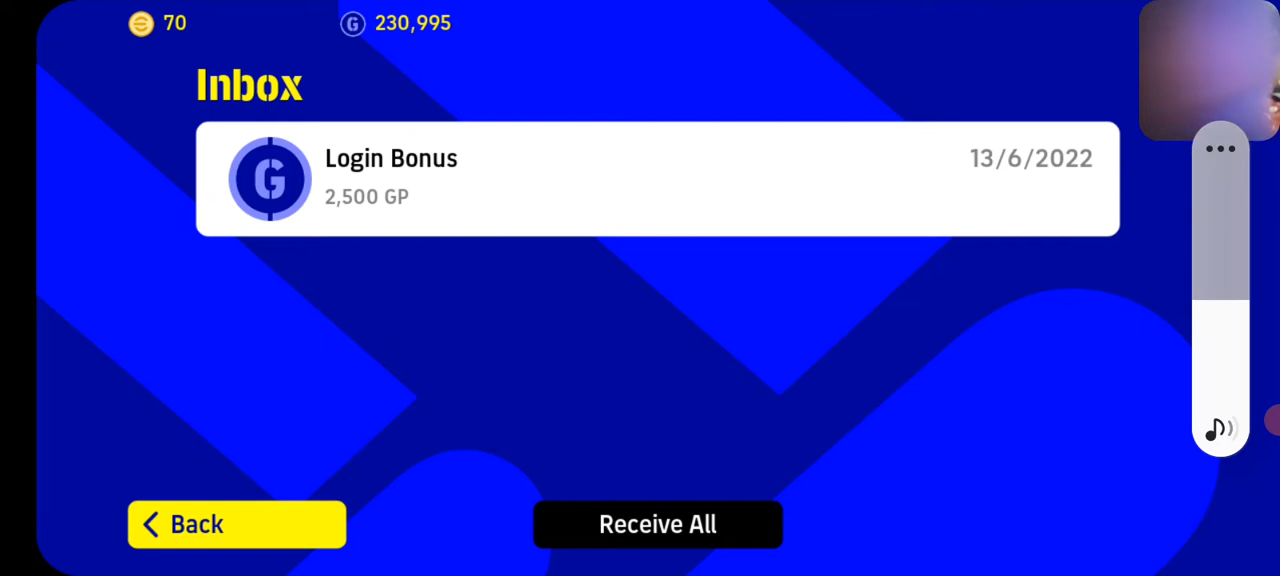 70 230,995
Inbox
G Login Bonus 13/6/2022
2,500 GP
Back Receive All